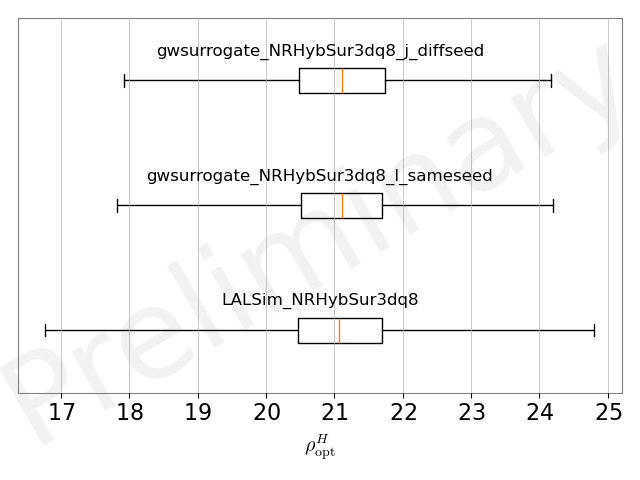 gwsurrogate_NRHybSur3dq8_j_diffseed
gwsurrogate_NRHybSur3dq8_l_sameseed
LALSim_NRHybSur3dq8
Preliminary
17 18 19 20 21 22 23 24 25
ρ^H_opt